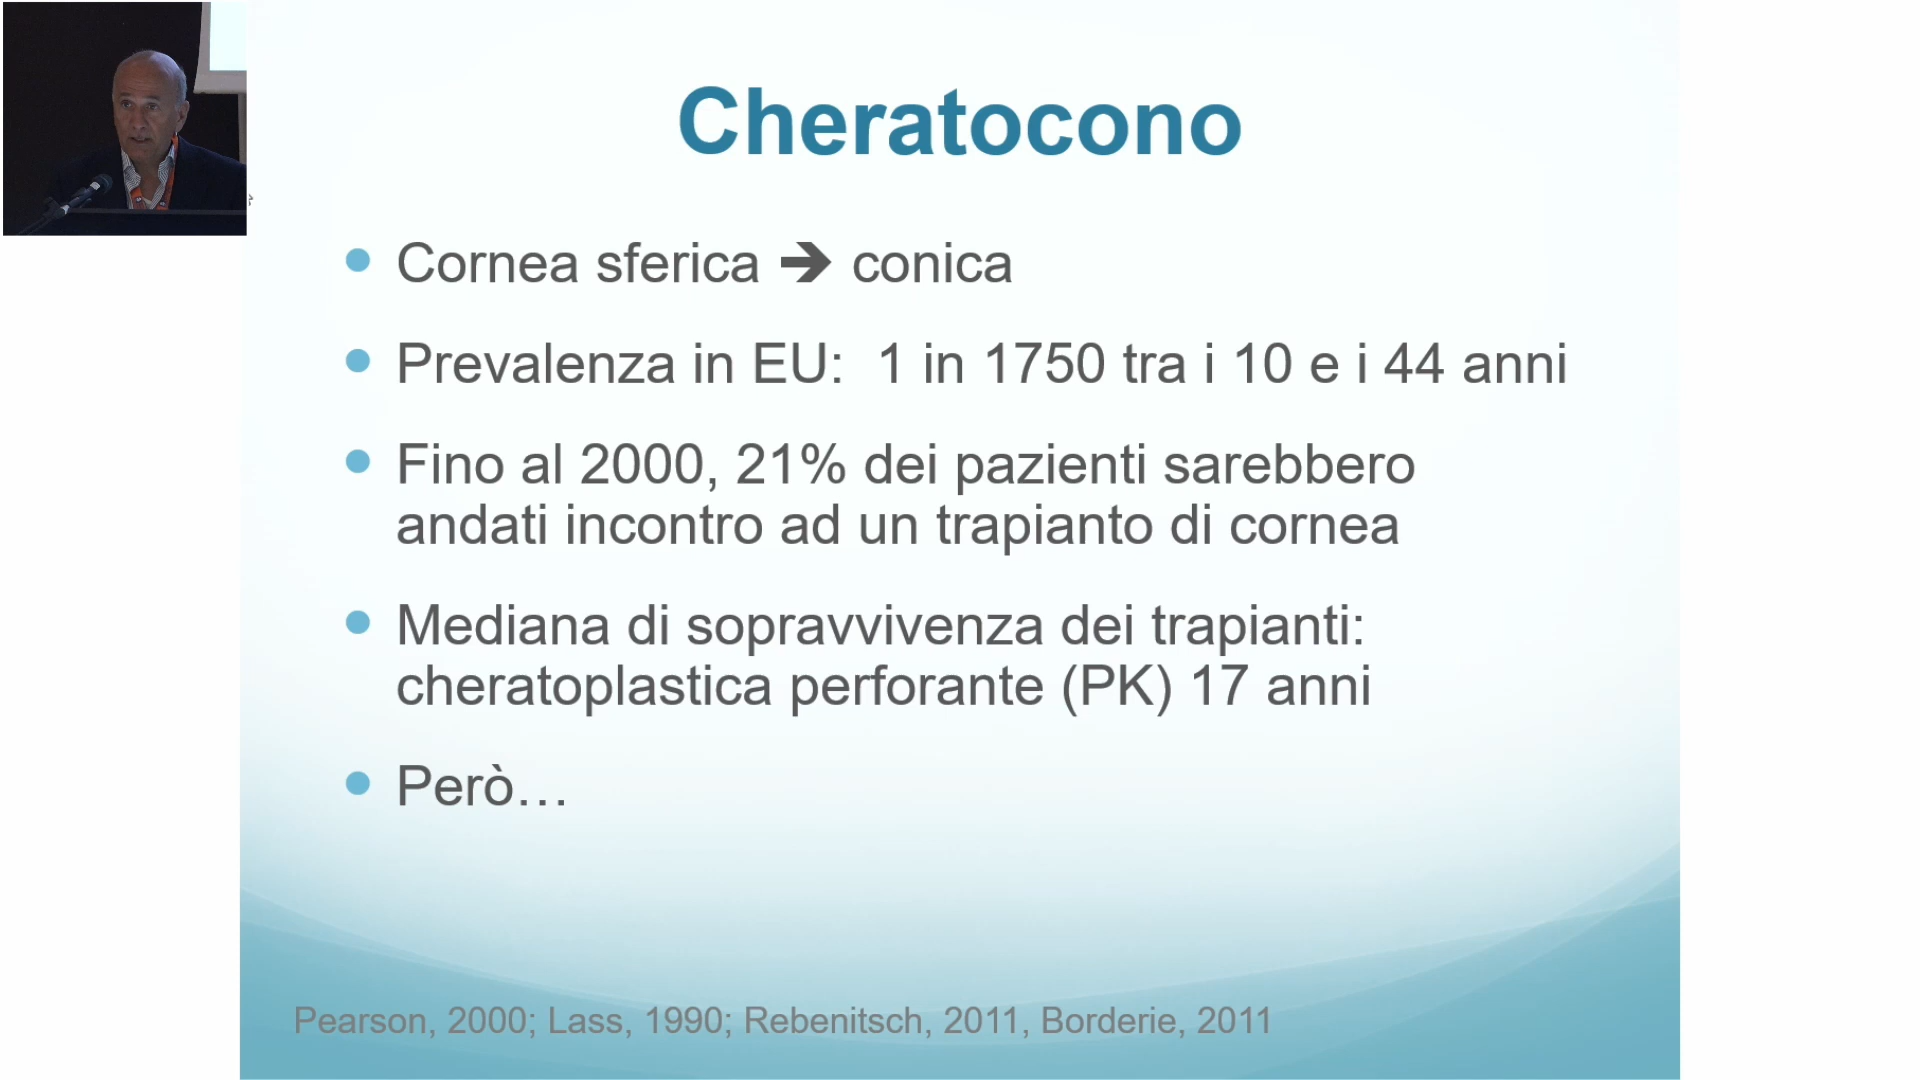 Cheratocono
Cornea sferica ➔ conica
Prevalenza in EU: 1 in 1750 tra i 10 e i 44 anni
Fino al 2000, 21% dei pazienti sarebbero
andati incontro ad un trapianto di cornea
Mediana di sopravvivenza dei trapianti:
cheratoplastica perforante (PK) 17 anni
Però…
Pearson, 2000; Lass, 1990; Rebenitsch, 2011, Borderie, 2011